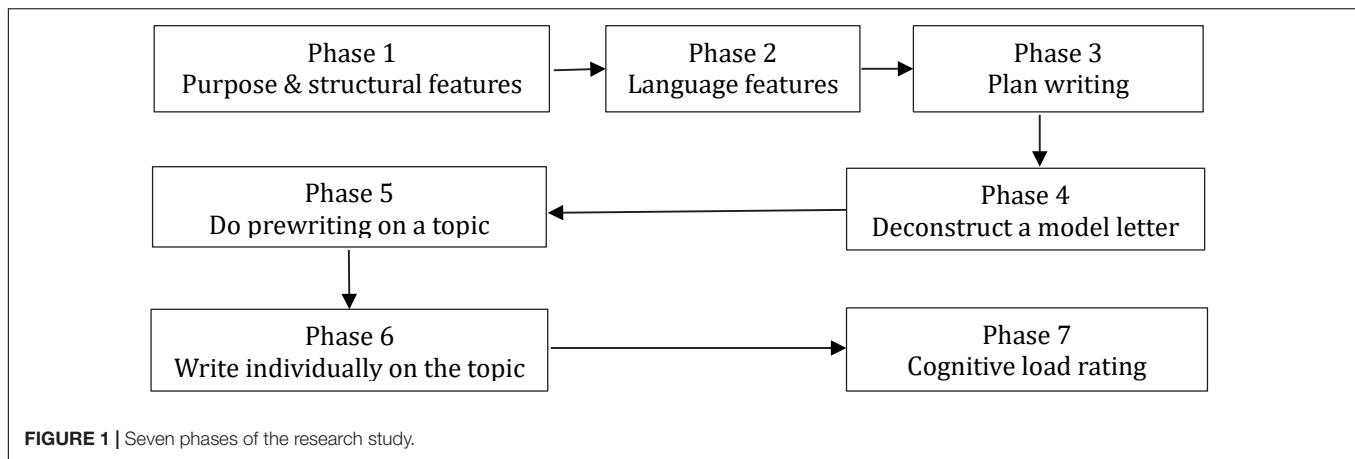 Phase 1
Purpose & structural features
Phase 2
Language features
Phase 3
Plan writing
Phase 4
Deconstruct a model letter
Phase 5
Do prewriting on a topic
Phase 6
Write individually on the topic
Phase 7
Cognitive load rating
FIGURE 1 | Seven phases of the research study.